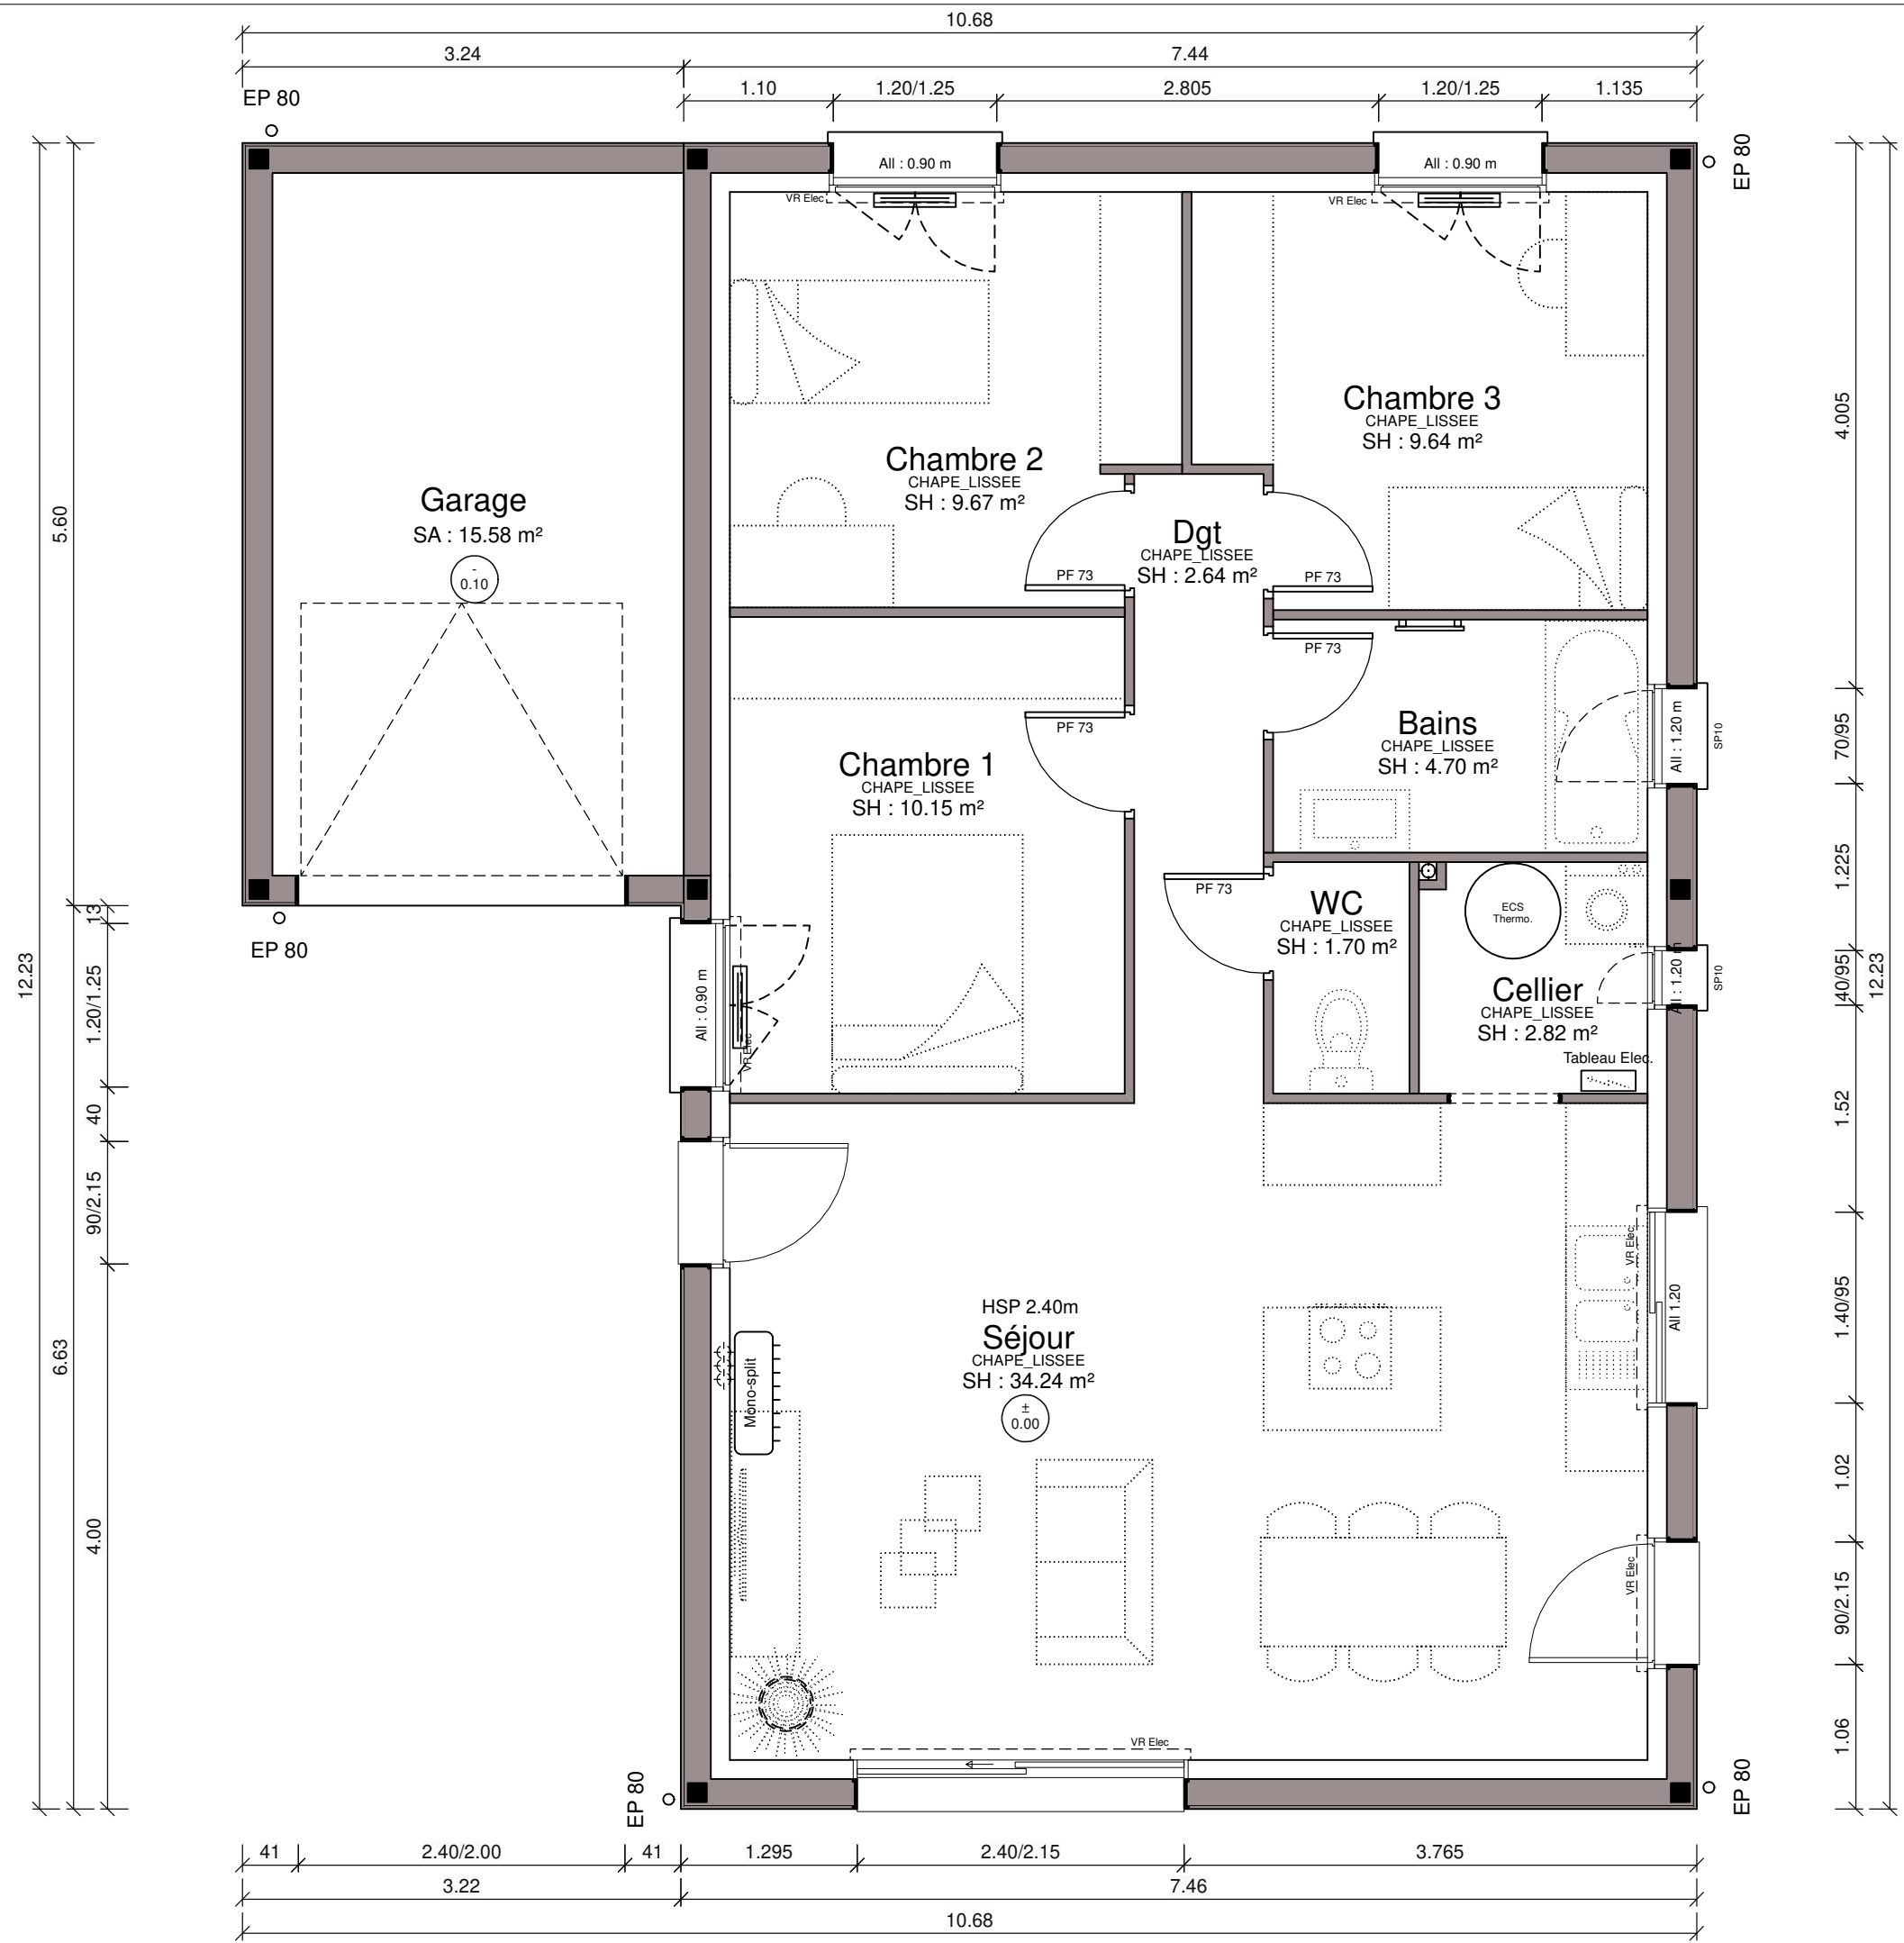 10.68
3.24
7.44
1.10
1.20/1.25
2.805
1.20/1.25
1.135
EP 80
EP 80
All : 0.90 m
All : 0.90 m
VR Elec
VR Elec
Chambre 3
CHAPE_LISSEE
SH : 9.64 m²
Chambre 2
CHAPE_LISSEE
SH : 9.67 m²
Garage
SA : 15.58 m²
-
0.10
Dgt
CHAPE_LISSEE
SH : 2.64 m²
PF 73
PF 73
PF 73
PF 73
Bains
CHAPE_LISSEE
SH : 4.70 m²
All : 1.20 m
SP10
Chambre 1
CHAPE_LISSEE
SH : 10.15 m²
PF 73
WC
CHAPE_LISSEE
SH : 1.70 m²
ECS
Thermo.
Cellier
CHAPE_LISSEE
SH : 2.82 m²
Tableau Elec.
All : 1.20 m
SP10
EP 80
All : 0.90 m
VR Elec
HSP 2.40m
Séjour
CHAPE_LISSEE
SH : 34.24 m²
±
0.00
Mono-split
VR Elec
All 1.20
VR Elec
VR Elec
EP 80
EP 80
12.23
5.60
6.63
13
1.20/1.25
40
90/2.15
4.00
4.005
70/95
1.225
40/95
1.52
1.40/95
1.02
90/2.15
1.06
12.23
41
2.40/2.00
41
1.295
2.40/2.15
3.765
3.22
7.46
10.68